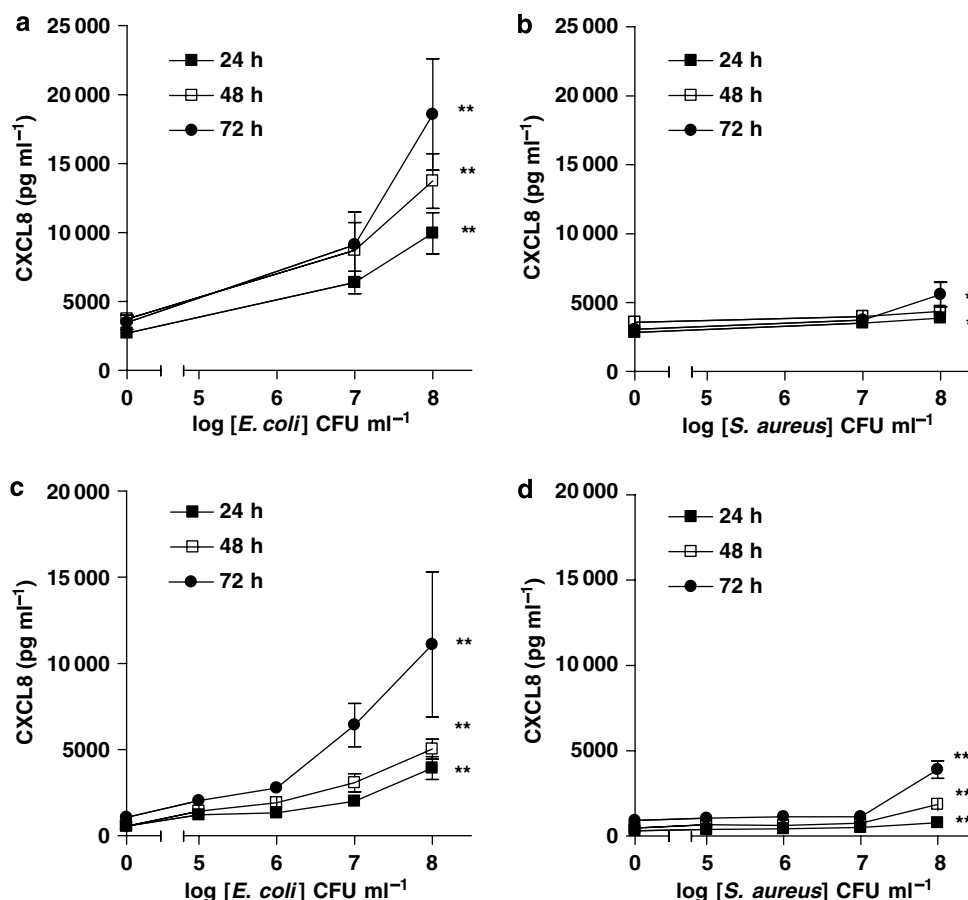 a
25 000
20 000
15 000
10 000
5000
0
CXCL8 (pg ml⁻¹)
24 h
48 h
72 h
**
**
**
0 5 6 7 8
log [E. coli] CFU ml⁻¹
b
25 000
20 000
15 000
10 000
5000
0
CXCL8 (pg ml⁻¹)
24 h
48 h
72 h
*
*
0 5 6 7 8
log [S. aureus] CFU ml⁻¹
c
20 000
15 000
10 000
5000
0
CXCL8 (pg ml⁻¹)
24 h
48 h
72 h
**
**
**
0 5 6 7 8
log [E. coli] CFU ml⁻¹
d
20 000
15 000
10 000
5000
0
CXCL8 (pg ml⁻¹)
24 h
48 h
72 h
**
**
**
0 5 6 7 8
log [S. aureus] CFU ml⁻¹